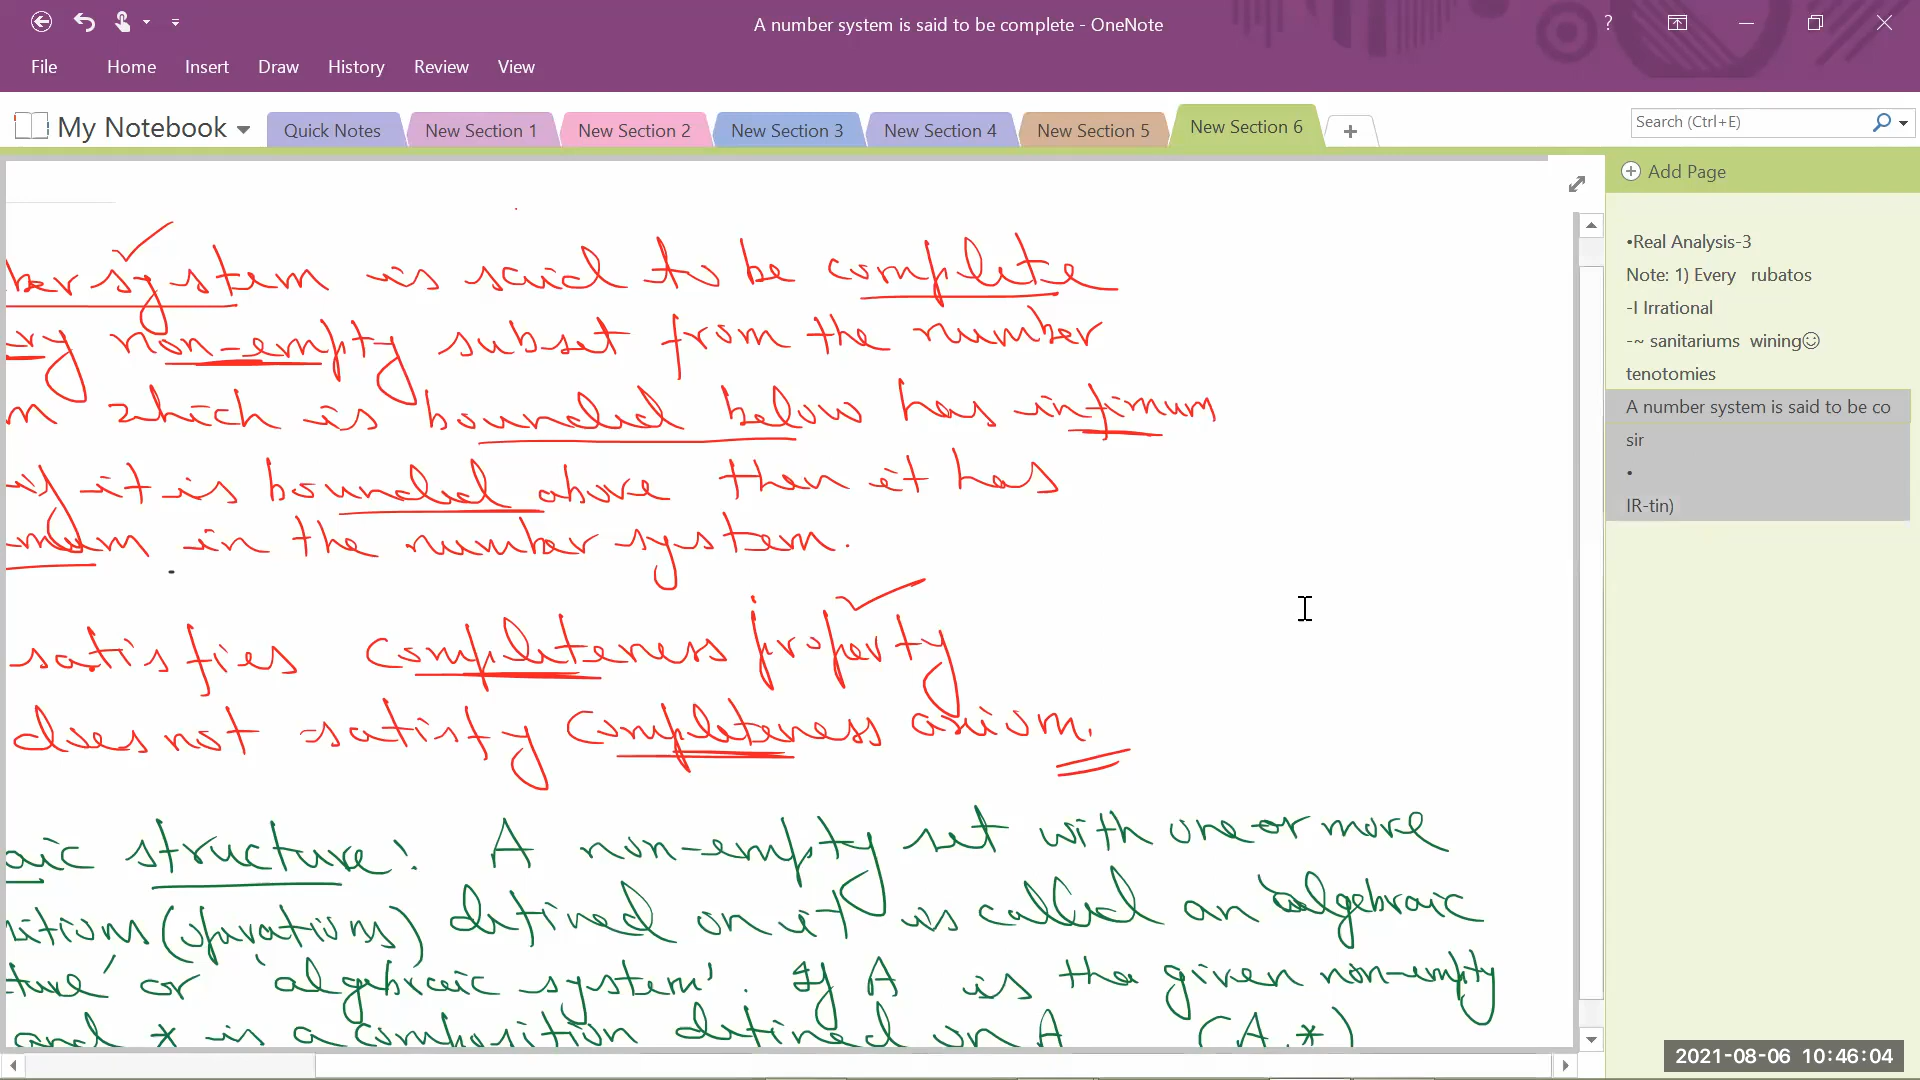 A number system is said to be complete - OneNote
?
File Home Insert Draw History Review View
My Notebook
Quick Notes New Section 1 New Section 2 New Section 3 New Section 4 New Section 5 New Section 6 +
Search (Ctrl+E)
ber system is said to be complete
ry non-empty subset from the number
m which is bounded below has infimum
if it is bounded above then it has
mum in the number system.
satisfies completeness property
does not satisfy completeness axiom.
aic structure: A non-empty set with one or more
sitions (operations) defined on it is called an algebraic
ture' or 'algebraic system'. If A is the given non-empty
and * is a composition defined on A (A, *)
Add Page
•Real Analysis-3
Note: 1) Every rubatos
-I Irrational
-~ sanitariums wining☺
tenotomies
A number system is said to be co
sir
•
IR-tin)
2021-08-06 10:46:04